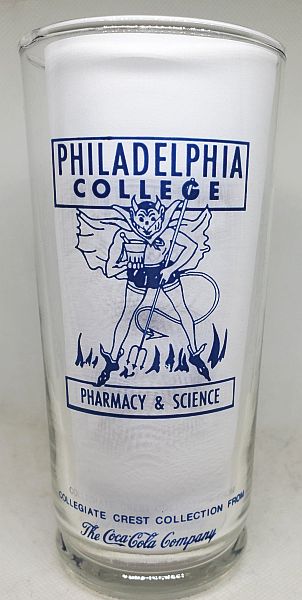 PHILADELPHIA
COLLEGE
PHARMACY & SCIENCE
COLLEGIATE CREST COLLECTION FROM
The Coca-Cola Company